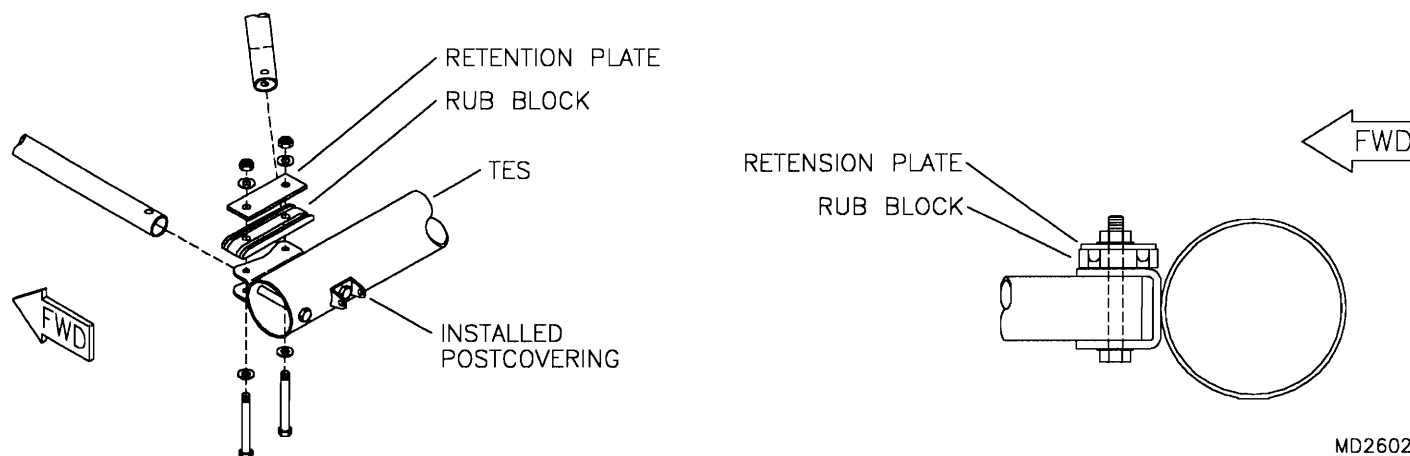 RETENTION PLATE
RUB BLOCK
TES
INSTALLED
POSTCOVERING
FWD
FWD
RETENSION PLATE
RUB BLOCK
MD2602